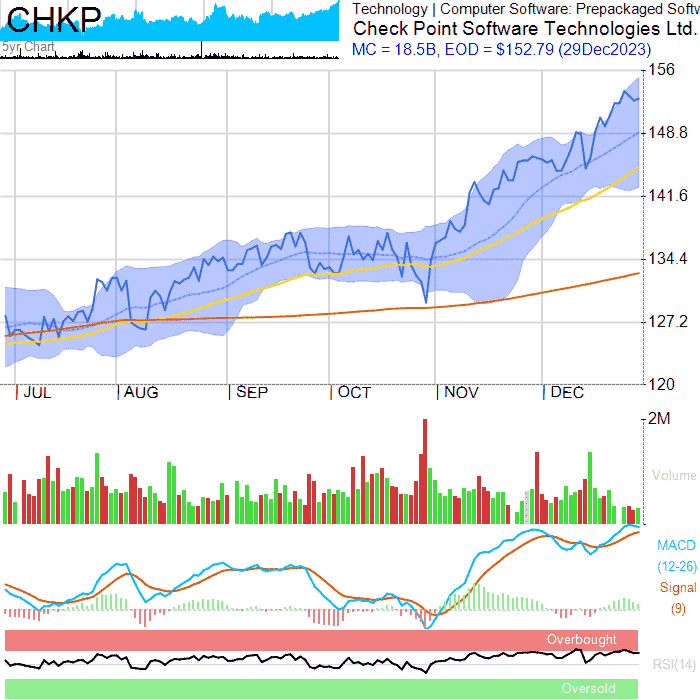 CHKP
5yr Chart
Technology | Computer Software: Prepackaged Softw
Check Point Software Technologies Ltd.
MC = 18.5B, EOD = $152.79 (29Dec2023)
156
148.8
141.6
134.4
127.2
120
JUL AUG SEP OCT NOV DEC
2M
Volume
MACD
(12-26)
Signal
(9)
Overbought
RSI(14)
Oversold